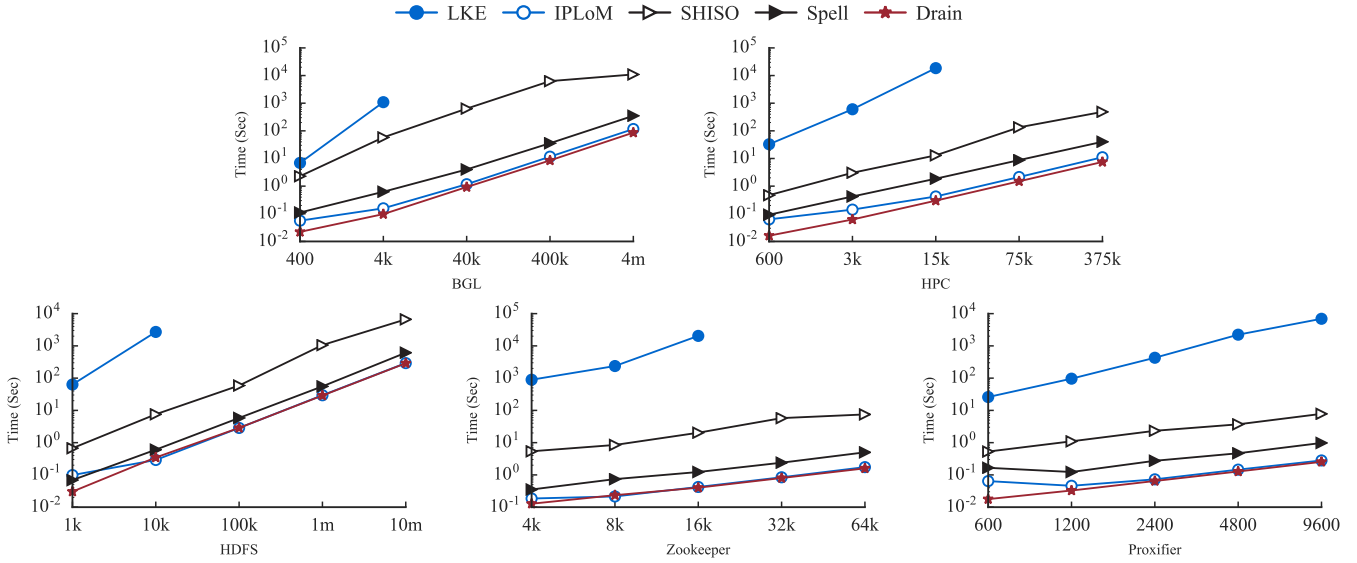 LKE IPLoM SHISO Spell Drain
Time (Sec)
10^5
10^4
10^3
10^2
10^1
10^0
10^-1
10^-2
400 4k 40k 400k 4m
BGL
Time (Sec)
10^5
10^4
10^3
10^2
10^1
10^0
10^-1
10^-2
600 3k 15k 75k 375k
HPC
Time (Sec)
10^4
10^3
10^2
10^1
10^0
10^-1
10^-2
1k 10k 100k 1m 10m
HDFS
Time (Sec)
10^5
10^4
10^3
10^2
10^1
10^0
10^-1
4k 8k 16k 32k 64k
Zookeeper
Time (Sec)
10^4
10^3
10^2
10^1
10^0
10^-1
10^-2
600 1200 2400 4800 9600
Proxifier